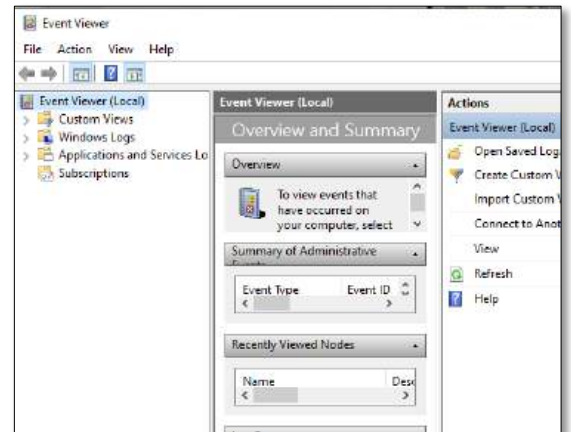 Event Viewer
File Action View Help
Event Viewer (Local)
Custom Views
Windows Logs
Applications and Services Lo
Subscriptions
Event Viewer (Local)
Overview and Summary
Overview
To view events that
have occurred on
your computer, select
Summary of Administrative
Event Type Event ID
Recently Viewed Nodes
Name Desc
Actions
Event Viewer (Local)
Open Saved Log
Create Custom V
Import Custom V
Connect to Anot
View
Refresh
Help